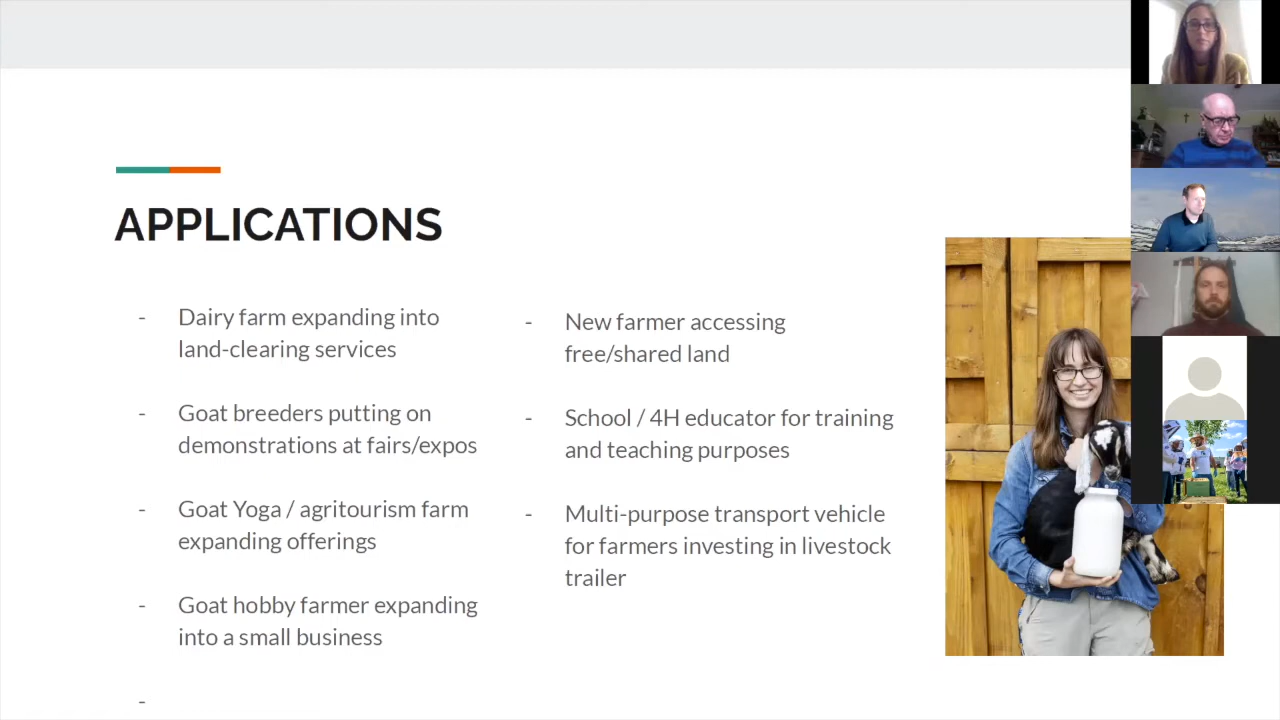 APPLICATIONS
- Dairy farm expanding into
land-clearing services
- Goat breeders putting on
demonstrations at fairs/expos
- Goat Yoga / agritourism farm
expanding offerings
- Goat hobby farmer expanding
into a small business
-
- New farmer accessing
free/shared land
- School / 4H educator for training
and teaching purposes
- Multi-purpose transport vehicle
for farmers investing in livestock
trailer